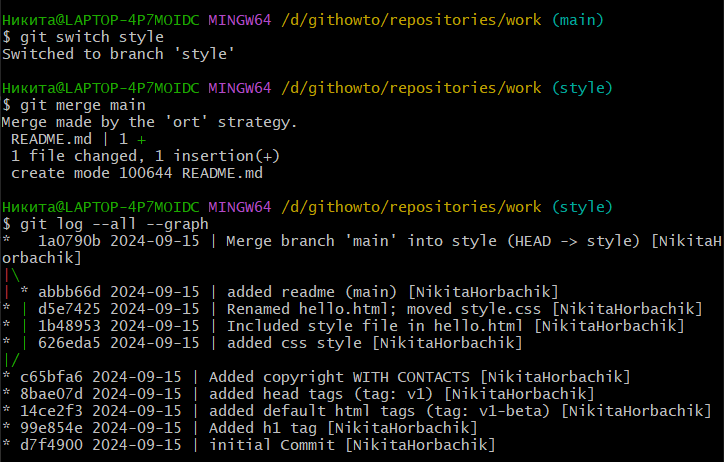 Никита@LAPTOP-4P7MOIDC MINGW64 /d/githowto/repositories/work (main)
$ git switch style
Switched to branch 'style'
Никита@LAPTOP-4P7MOIDC MINGW64 /d/githowto/repositories/work (style)
$ git merge main
Merge made by the 'ort' strategy.
 README.md | 1 +
 1 file changed, 1 insertion(+)
 create mode 100644 README.md
Никита@LAPTOP-4P7MOIDC MINGW64 /d/githowto/repositories/work (style)
$ git log --all --graph
*   1a0790b 2024-09-15 | Merge branch 'main' into style (HEAD -> style) [NikitaH
orbachik]
|\
| * abbb66d 2024-09-15 | added readme (main) [NikitaHorbachik]
* | d5e7425 2024-09-15 | Renamed hello.html; moved style.css [NikitaHorbachik]
* | 1b48953 2024-09-15 | Included style file in hello.html [NikitaHorbachik]
* | 626eda5 2024-09-15 | added css style [NikitaHorbachik]
|/
* c65bfa6 2024-09-15 | Added copyright WITH CONTACTS [NikitaHorbachik]
* 8bae07d 2024-09-15 | added head tags (tag: v1) [NikitaHorbachik]
* 14ce2f3 2024-09-15 | added default html tags (tag: v1-beta) [NikitaHorbachik]
* 99e854e 2024-09-15 | Added h1 tag [NikitaHorbachik]
* d7f4900 2024-09-15 | initial Commit [NikitaHorbachik]